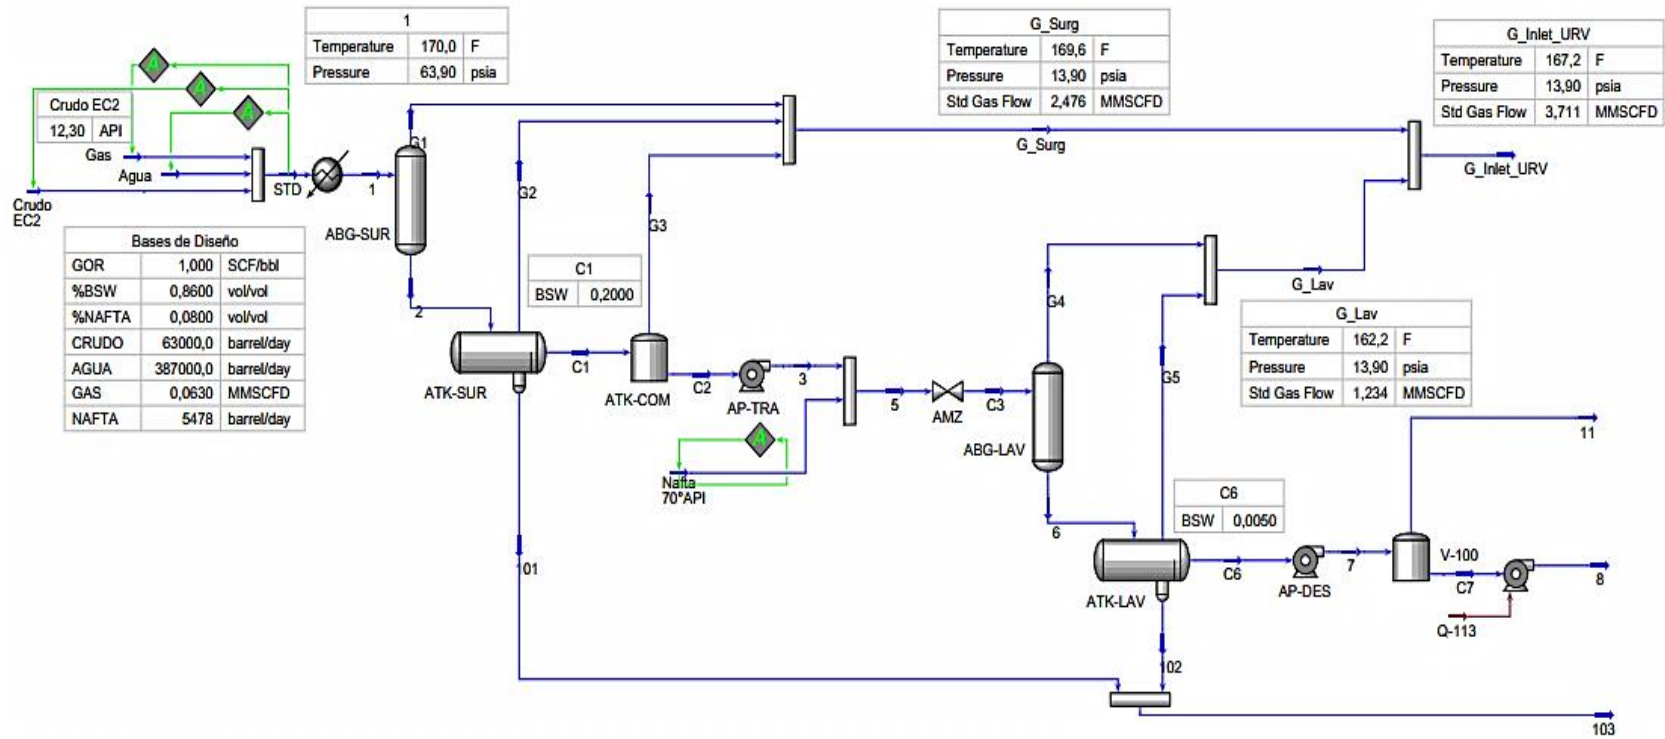 1
Temperature 170,0 F
Pressure 63,90 psia
G_Surg
Temperature 169,6 F
Pressure 13,90 psia
Std Gas Flow 2,476 MMSCFD
G_Inlet_URV
Temperature 167,2 F
Pressure 13,90 psia
Std Gas Flow 3,711 MMSCFD
A
A
A
Crudo EC2
12,30 API
Gas
Agua
Crudo
EC2
STD
1
G1
ABG-SUR
G2
G3
G_Surg
G_Inlet_URV
Bases de Diseño
GOR 1,000 SCF/bbl
%BSW 0,8600 vol/vol
%NAFTA 0,0800 vol/vol
CRUDO 63000,0 barrel/day
AGUA 387000,0 barrel/day
GAS 0,0630 MMSCFD
NAFTA 5478 barrel/day
2
C1
BSW 0,2000
ATK-SUR
C1
ATK-COM
C2
AP-TRA
3
5
AMZ
C3
A
Nafta
70°API
ABG-LAV
G4
G5
G_Lav
G_Lav
Temperature 162,2 F
Pressure 13,90 psia
Std Gas Flow 1,234 MMSCFD
11
6
C6
BSW 0,0050
ATK-LAV
C6
AP-DES
7
V-100
C7
8
Q-113
101
102
103